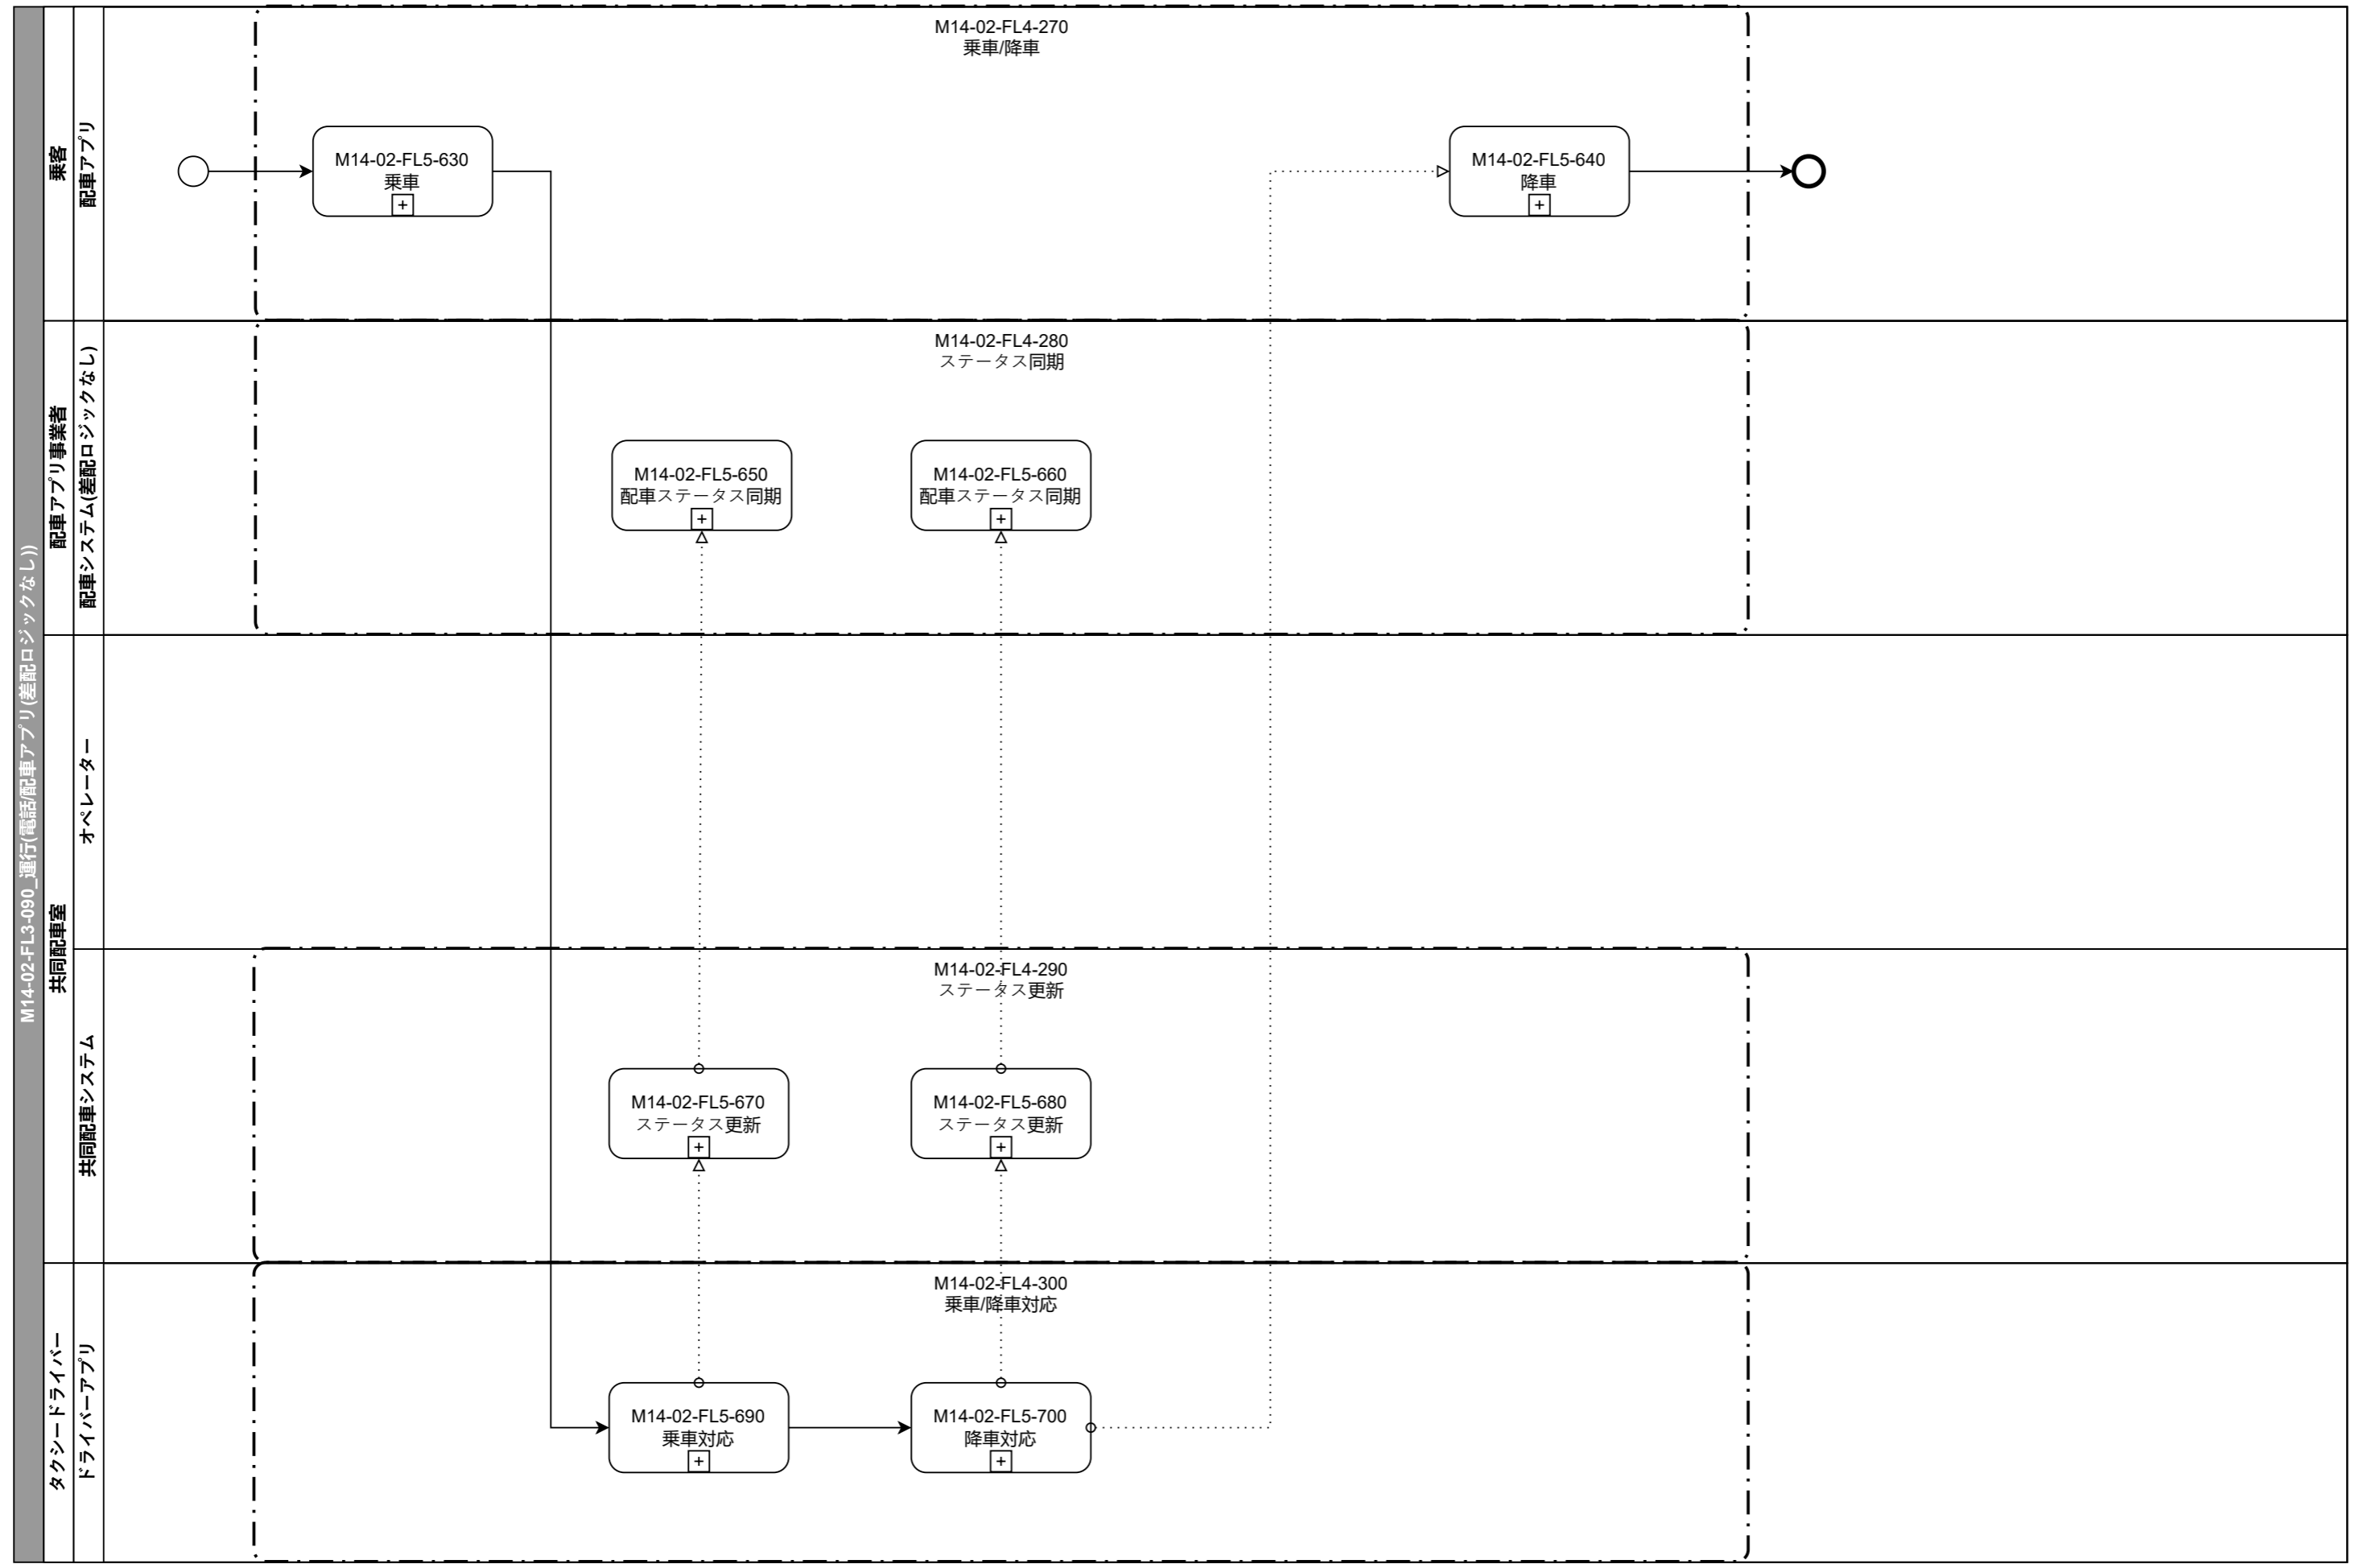 M14-02-FL3-090_運行(電話/配車アプリ(差配ロジックなし))
乗客
配車アプリ
M14-02-FL4-270
乗車/降車
M14-02-FL5-630
乗車
M14-02-FL5-640
降車
配車アプリ事業者
配車システム(差配ロジックなし)
M14-02-FL4-280
ステータス同期
M14-02-FL5-650
配車ステータス同期
M14-02-FL5-660
配車ステータス同期
共同配車室
オペレーター
共同配車システム
M14-02-FL4-290
ステータス更新
M14-02-FL5-670
ステータス更新
M14-02-FL5-680
ステータス更新
タクシードライバー
ドライバーアプリ
M14-02-FL4-300
乗車/降車対応
M14-02-FL5-690
乗車対応
M14-02-FL5-700
降車対応